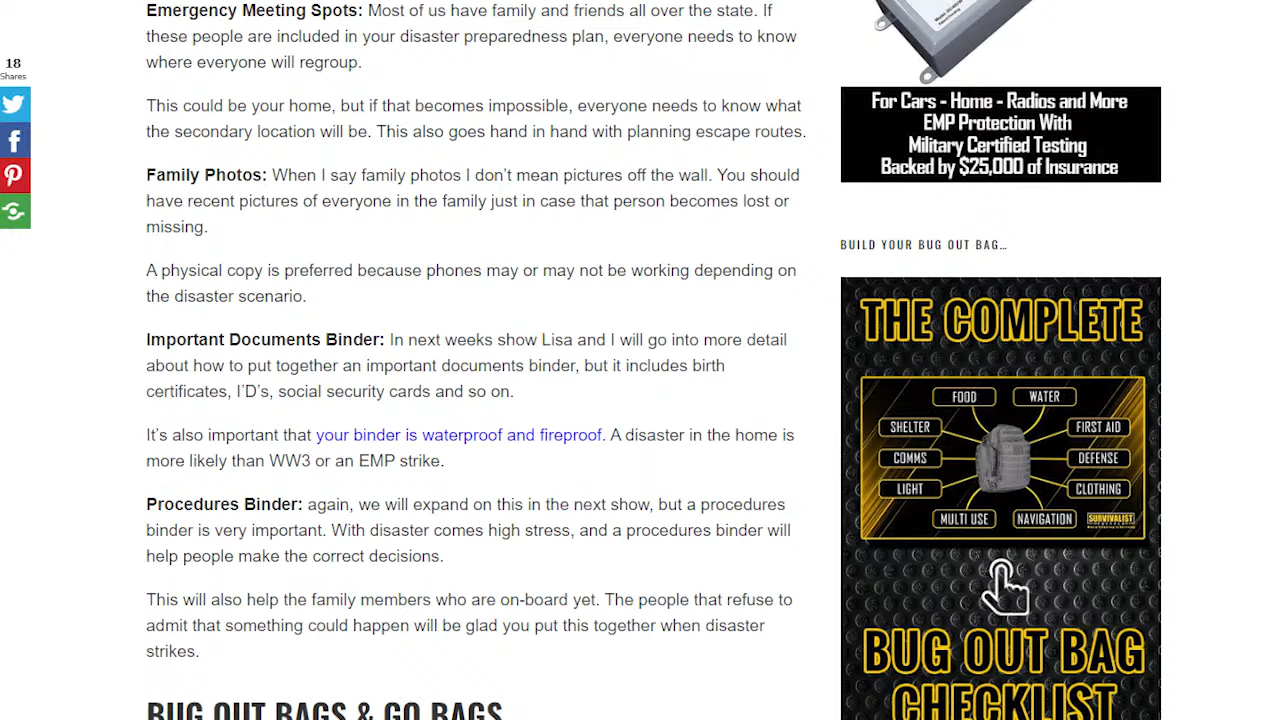 Emergency Meeting Spots: Most of us have family and friends all over the state. If
these people are included in your disaster preparedness plan, everyone needs to know
where everyone will regroup.
This could be your home, but if that becomes impossible, everyone needs to know what
the secondary location will be. This also goes hand in hand with planning escape routes.
Family Photos: When I say family photos I don’t mean pictures off the wall. You should
have recent pictures of everyone in the family just in case that person becomes lost or
missing.
A physical copy is preferred because phones may or may not be working depending on
the disaster scenario.
Important Documents Binder: In next weeks show Lisa and I will go into more detail
about how to put together an important documents binder, but it includes birth
certificates, I’D’s, social security cards and so on.
It’s also important that your binder is waterproof and fireproof. A disaster in the home is
more likely than WW3 or an EMP strike.
Procedures Binder: again, we will expand on this in the next show, but a procedures
binder is very important. With disaster comes high stress, and a procedures binder will
help people make the correct decisions.
This will also help the family members who are on-board yet. The people that refuse to
admit that something could happen will be glad you put this together when disaster
strikes.
BUG OUT BAGS & GO BAGS
18
Shares
For Cars - Home - Radios and More
EMP Protection With
Military Certified Testing
Backed by $25,000 of Insurance
BUILD YOUR BUG OUT BAG…
THE COMPLETE
FOOD
WATER
SHELTER
FIRST AID
COMMS
DEFENSE
LIGHT
CLOTHING
MULTI USE
NAVIGATION
SURVIVALIST
BUG OUT BAG
CHECKLIST